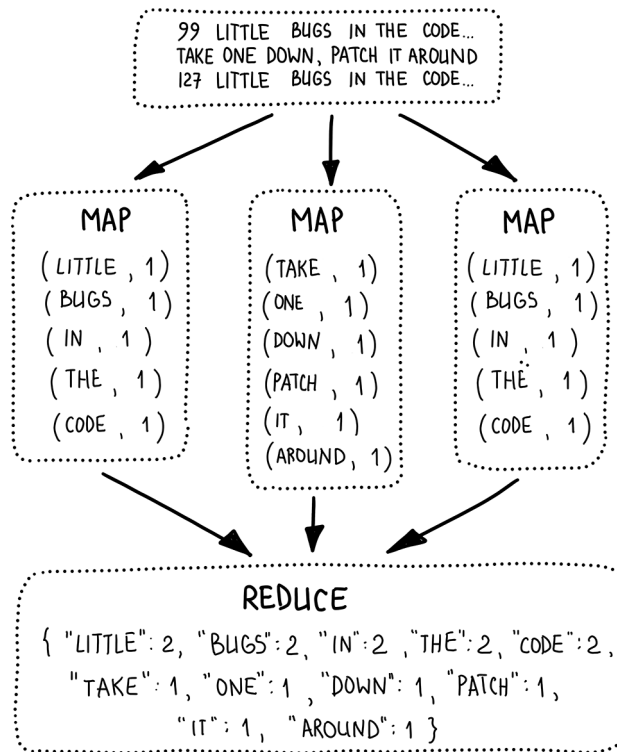 99 LITTLE BUGS IN THE CODE...
TAKE ONE DOWN, PATCH IT AROUND
127 LITTLE BUGS IN THE CODE...
MAP
(LITTLE, 1)
(BUGS, 1)
(IN, 1)
(THE, 1)
(CODE, 1)
MAP
(TAKE, 1)
(ONE, 1)
(DOWN, 1)
(PATCH, 1)
(IT, 1)
(AROUND, 1)
MAP
(LITTLE, 1)
(BUGS, 1)
(IN, 1)
(THE, 1)
(CODE, 1)
REDUCE
{ "LITTLE": 2, "BUGS": 2, "IN": 2, "THE": 2, "CODE": 2,
"TAKE": 1, "ONE": 1, "DOWN": 1, "PATCH": 1,
"IT": 1, "AROUND": 1 }